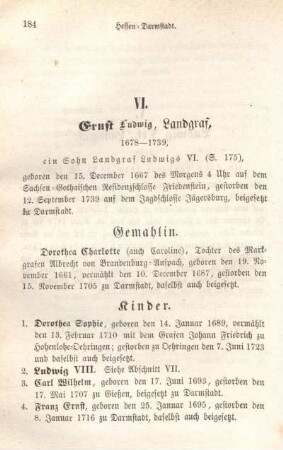 184
Hessen-Darmstadt.
VI.
Ernst Ludwig, Landgraf,
1678—1739,
ein Sohn Landgraf Ludwigs VI. (S. 175),
geboren den 15. December 1667 des Morgens 4 Uhr auf dem
Sachsen-Gothaischen Residenzschlosse Friedenstein, gestorben den
12. September 1739 auf dem Jagdschlosse Jägersburg, beigesetzt
in Darmstadt.
Gemahlin.
Dorothea Charlotte (auch Caroline), Tochter des Mark-
grafen Albrecht von Brandenburg-Anspach, geboren den 19. No-
vember 1661, vermählt den 10. December 1687, gestorben den
15. November 1705 zu Darmstadt, daselbst auch beigesetzt.
Kinder.
1. Dorothea Sophie, geboren den 14. Januar 1689, vermählt
den 13. Februar 1710 mit dem Grafen Johann Friedrich zu
Hohenlohe-Oehringen; gestorben zu Oehringen den 7. Juni 1723
und daselbst auch beigesetzt.
2. Ludwig VIII. Siehe Abschnitt VII.
3. Carl Wilhelm, geboren den 17. Juni 1693, gestorben den
17. Mai 1707 zu Gießen, beigesetzt zu Darmstadt.
4. Franz Ernst, geboren den 25. Januar 1695, gestorben den
8. Januar 1716 zu Darmstadt, daselbst auch beigesetzt.